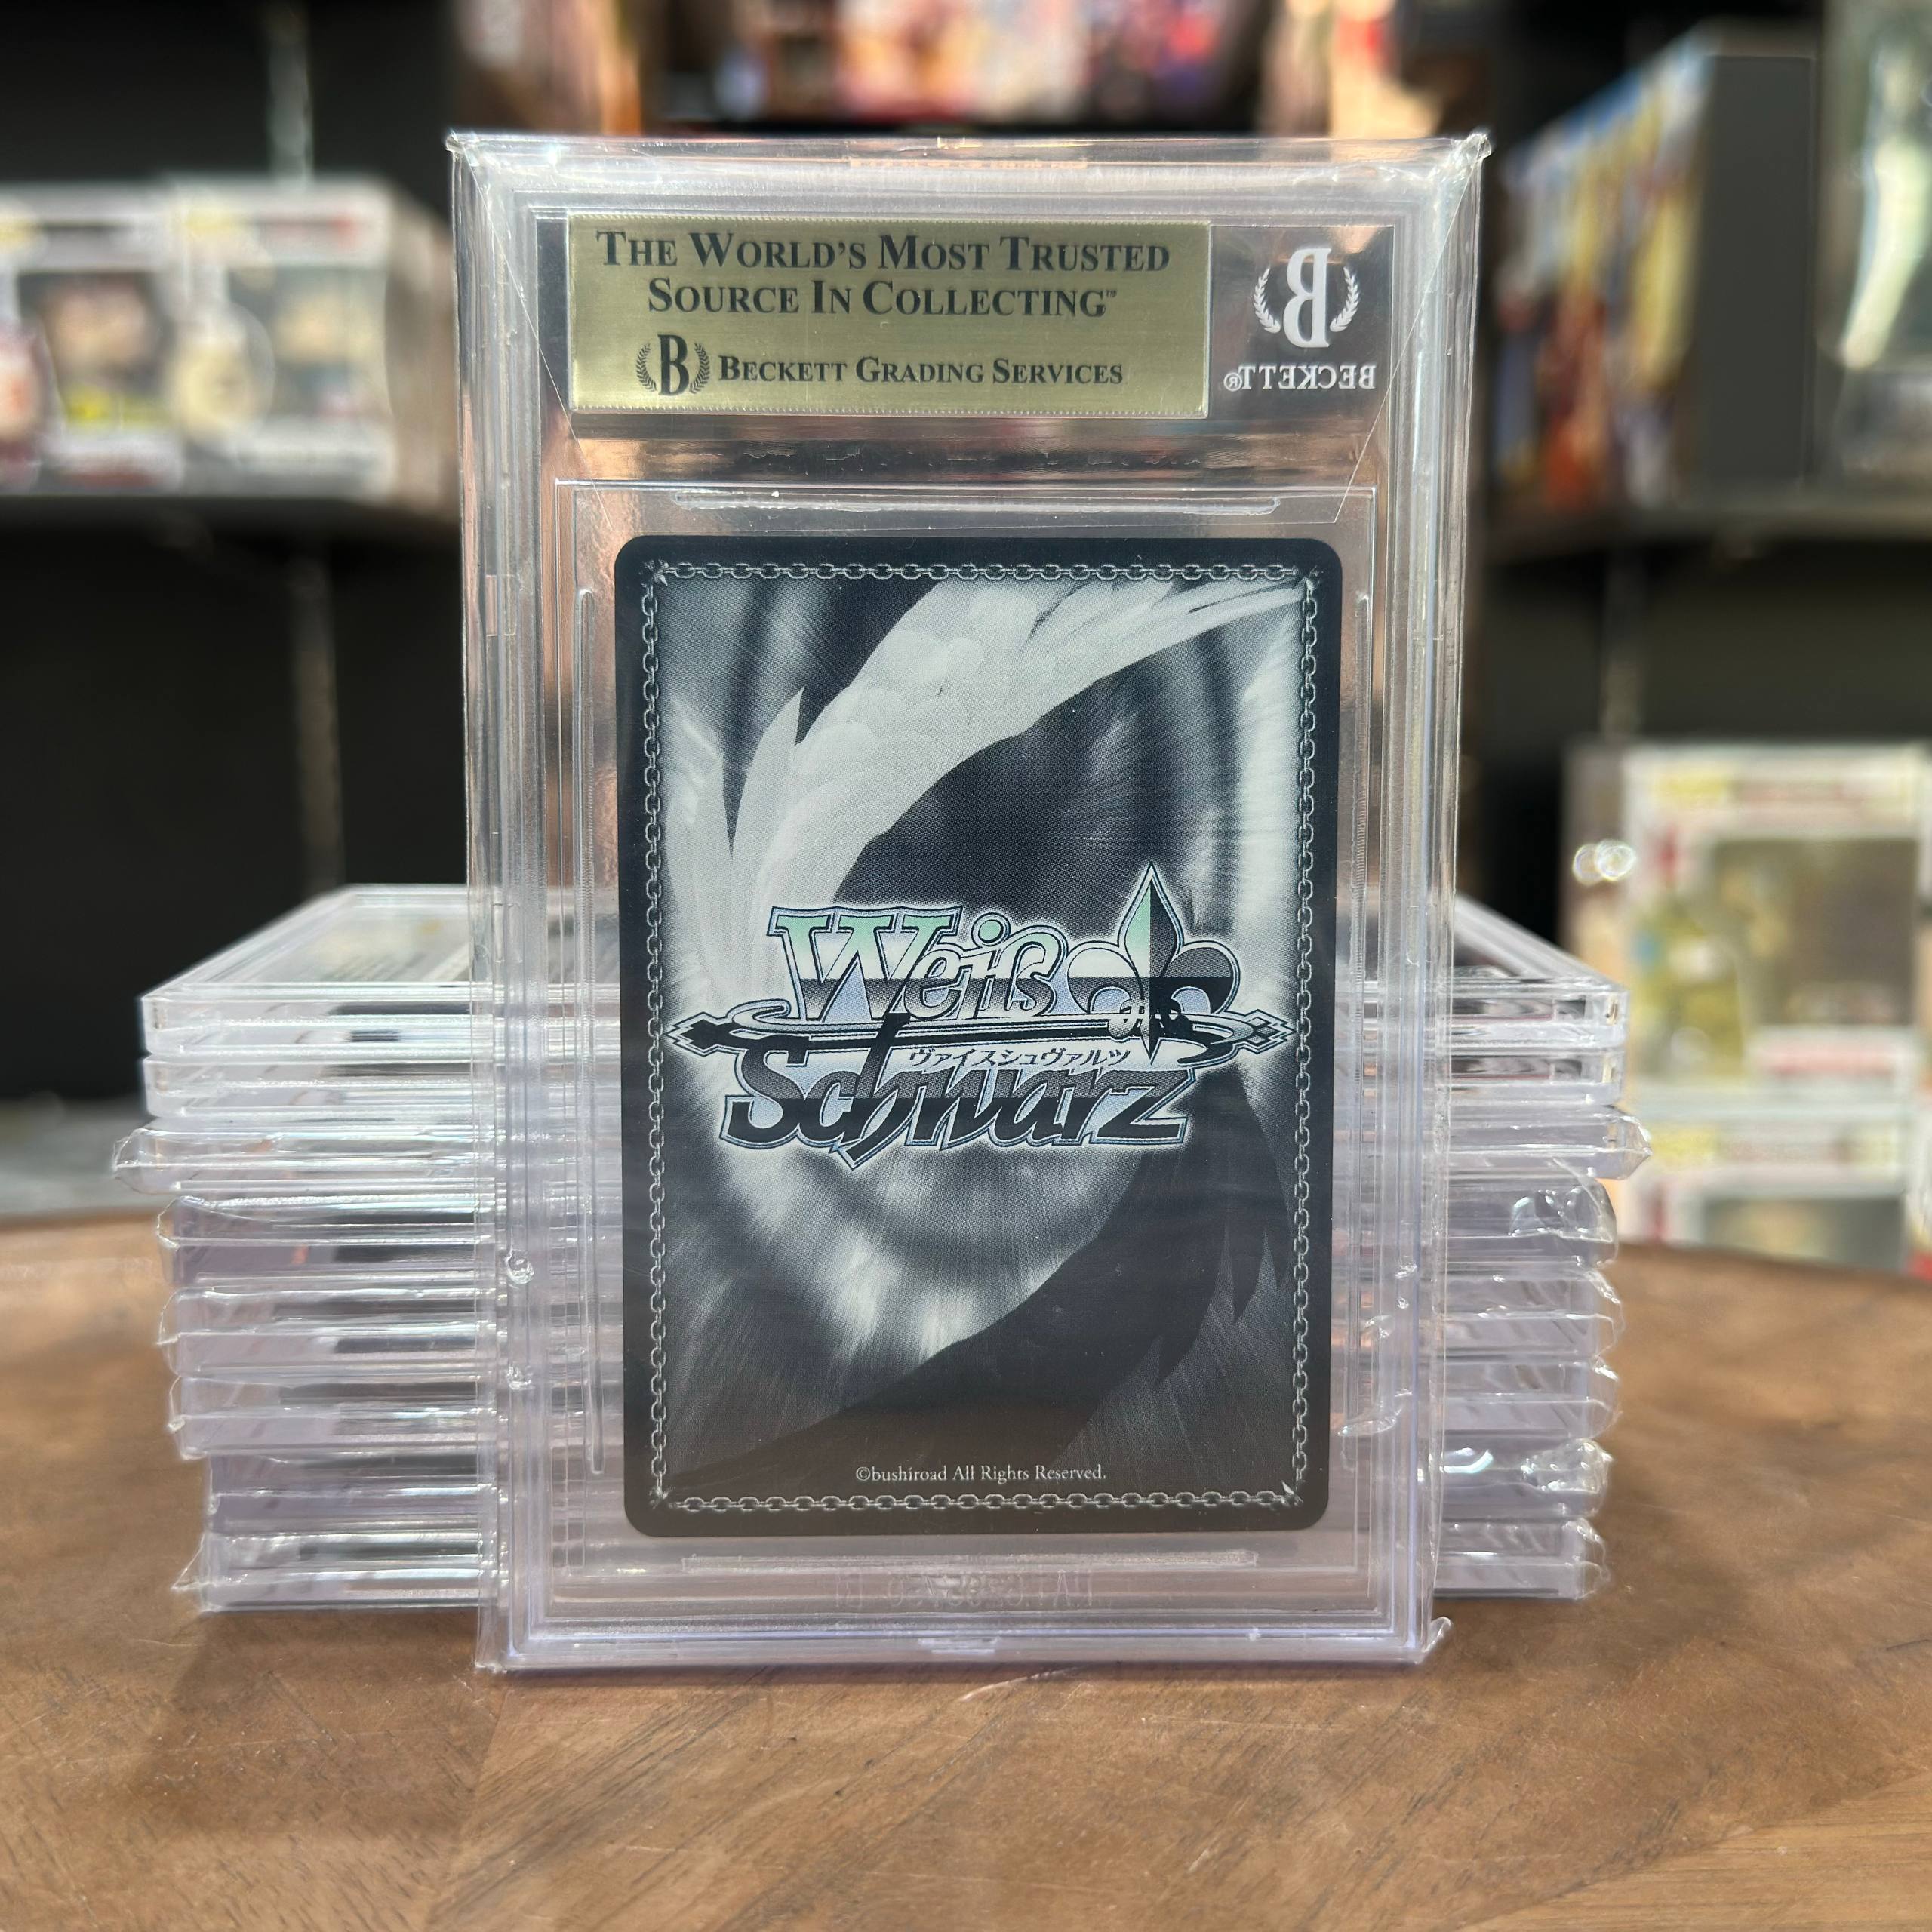 THE WORLD'S MOST TRUSTED
SOURCE IN COLLECTING™
B BECKETT GRADING SERVICES
B
BECKETT®
Weiß
ヴァイスシュヴァルツ
Schwarz
©bushiroad All Rights Reserved.